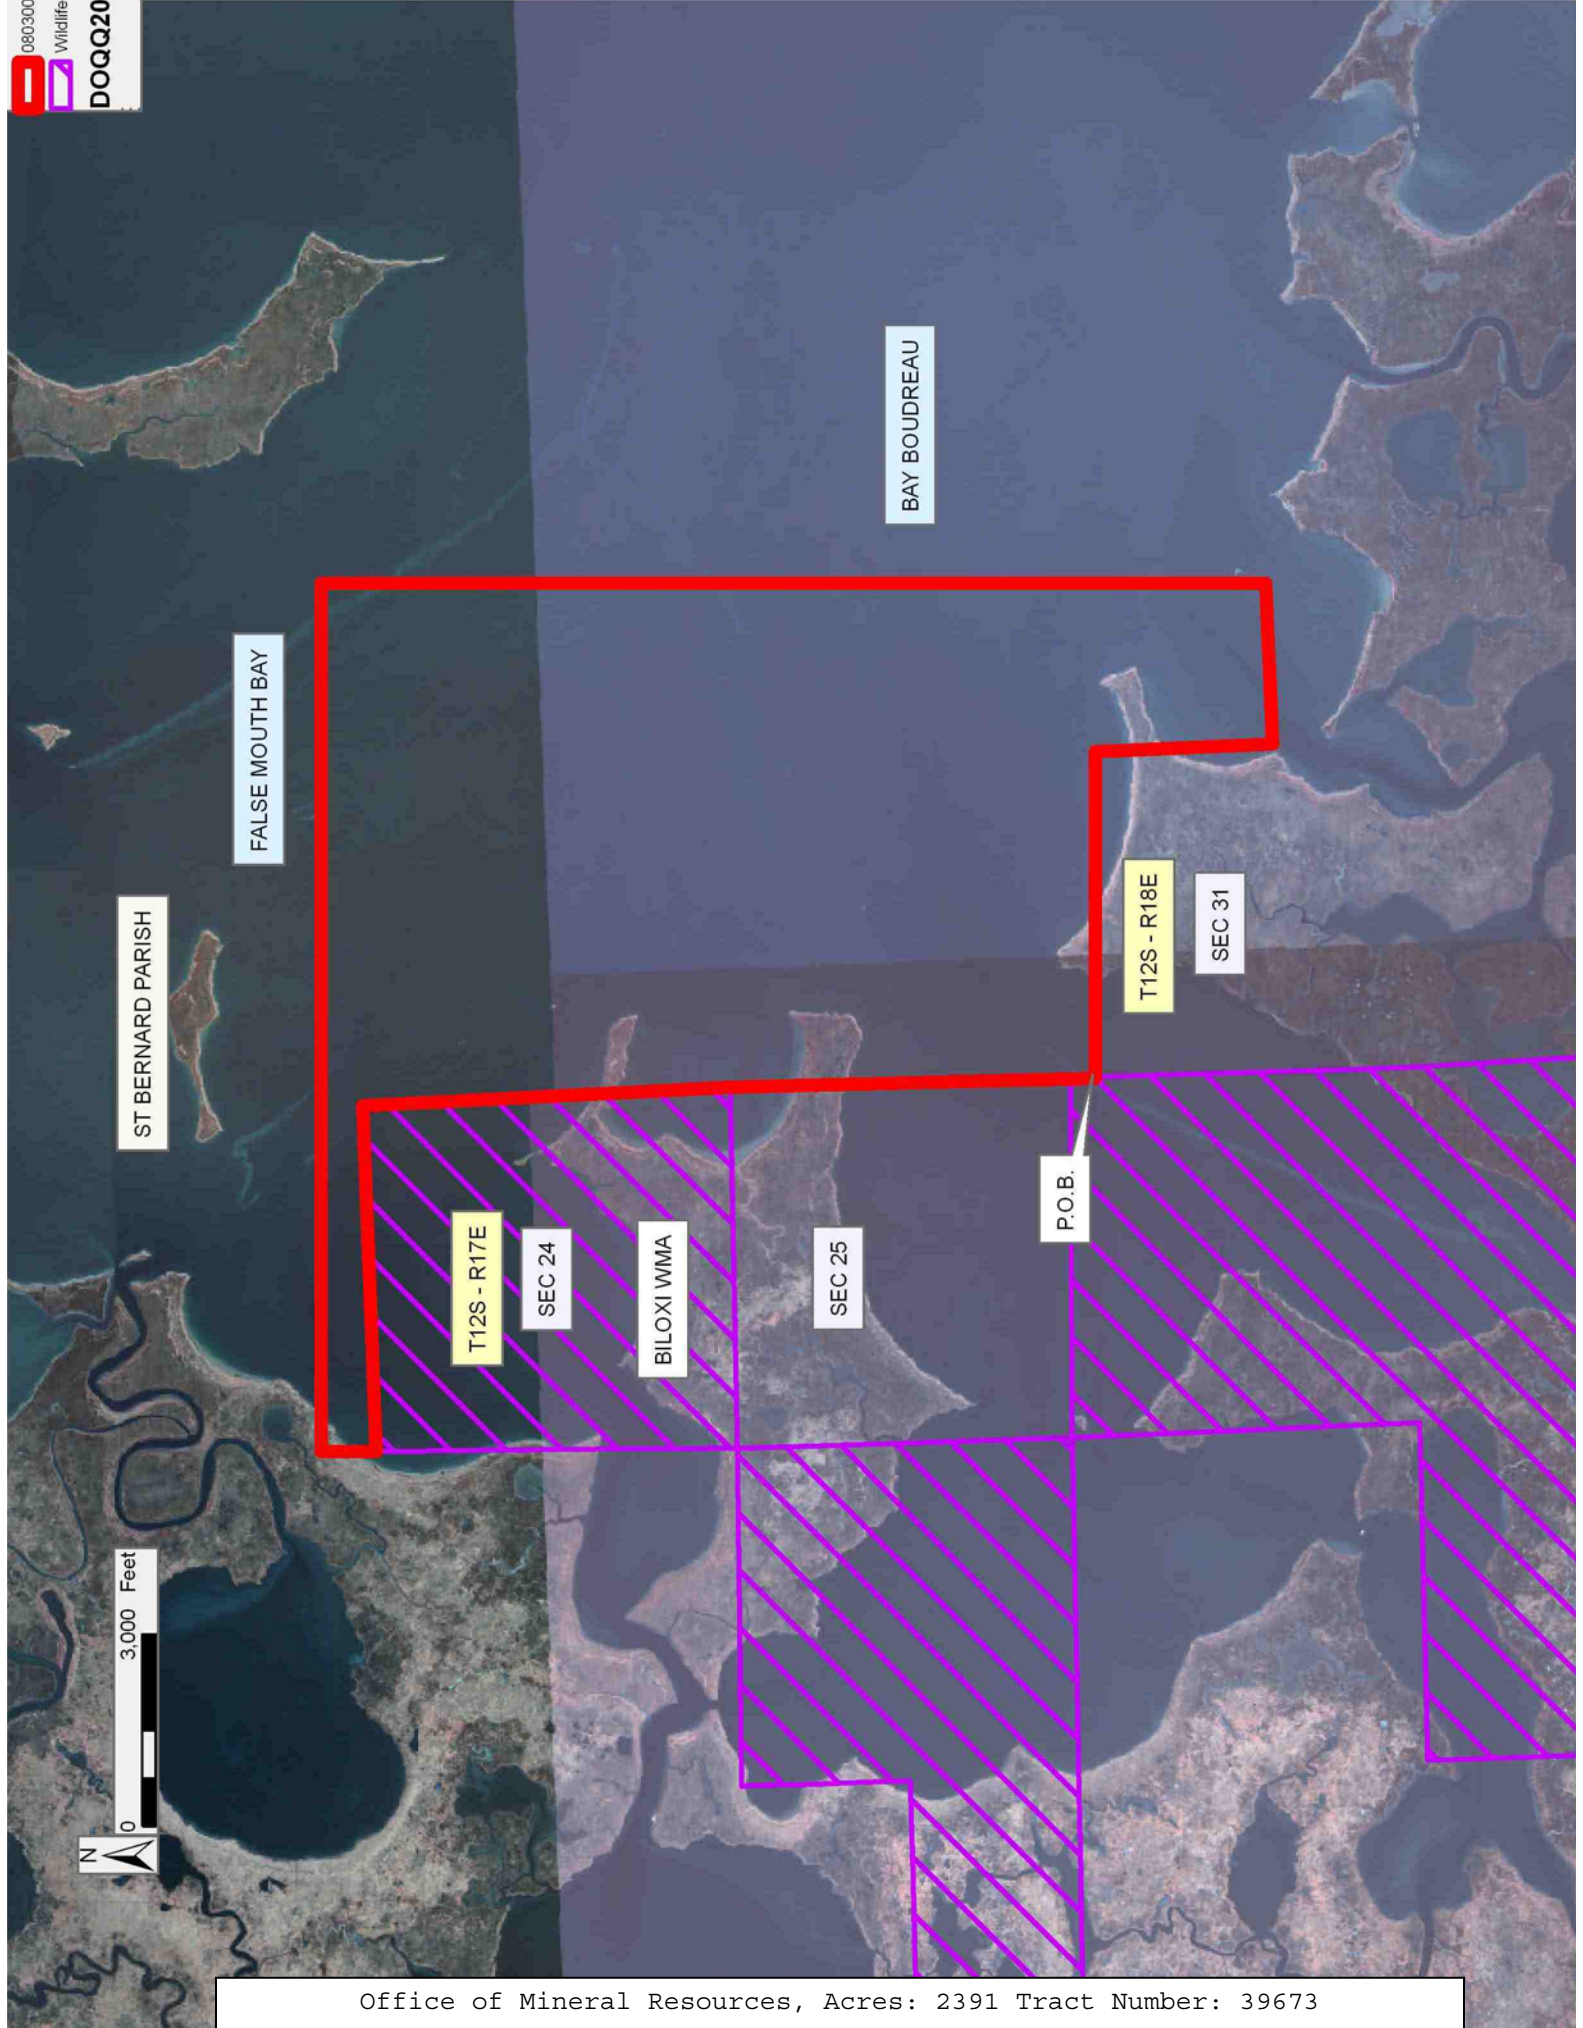 080300
Wildlife
DOQQ20
ST BERNARD PARISH
FALSE MOUTH BAY
BAY BOUDREAU
T12S - R17E
SEC 24
BILOXI WMA
SEC 25
P.O.B.
T12S - R18E
SEC 31
N
0 3,000 Feet
Office of Mineral Resources, Acres: 2391 Tract Number: 39673